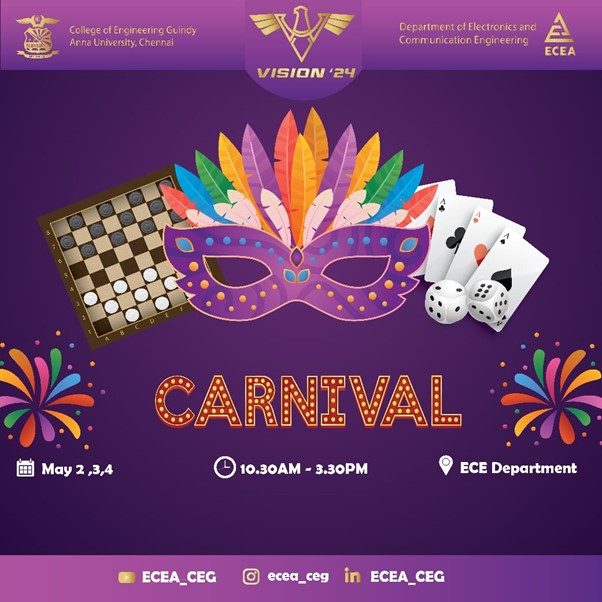 College of Engineering Guindy
Anna University, Chennai
VISION '24
Department of Electronics and
Communication Engineering
ECEA
A
A
A
CARNIVAL
May 2 ,3,4
10.30AM - 3.30PM
ECE Department
ECEA_CEG
ecea_ceg
in
ECEA_CEG